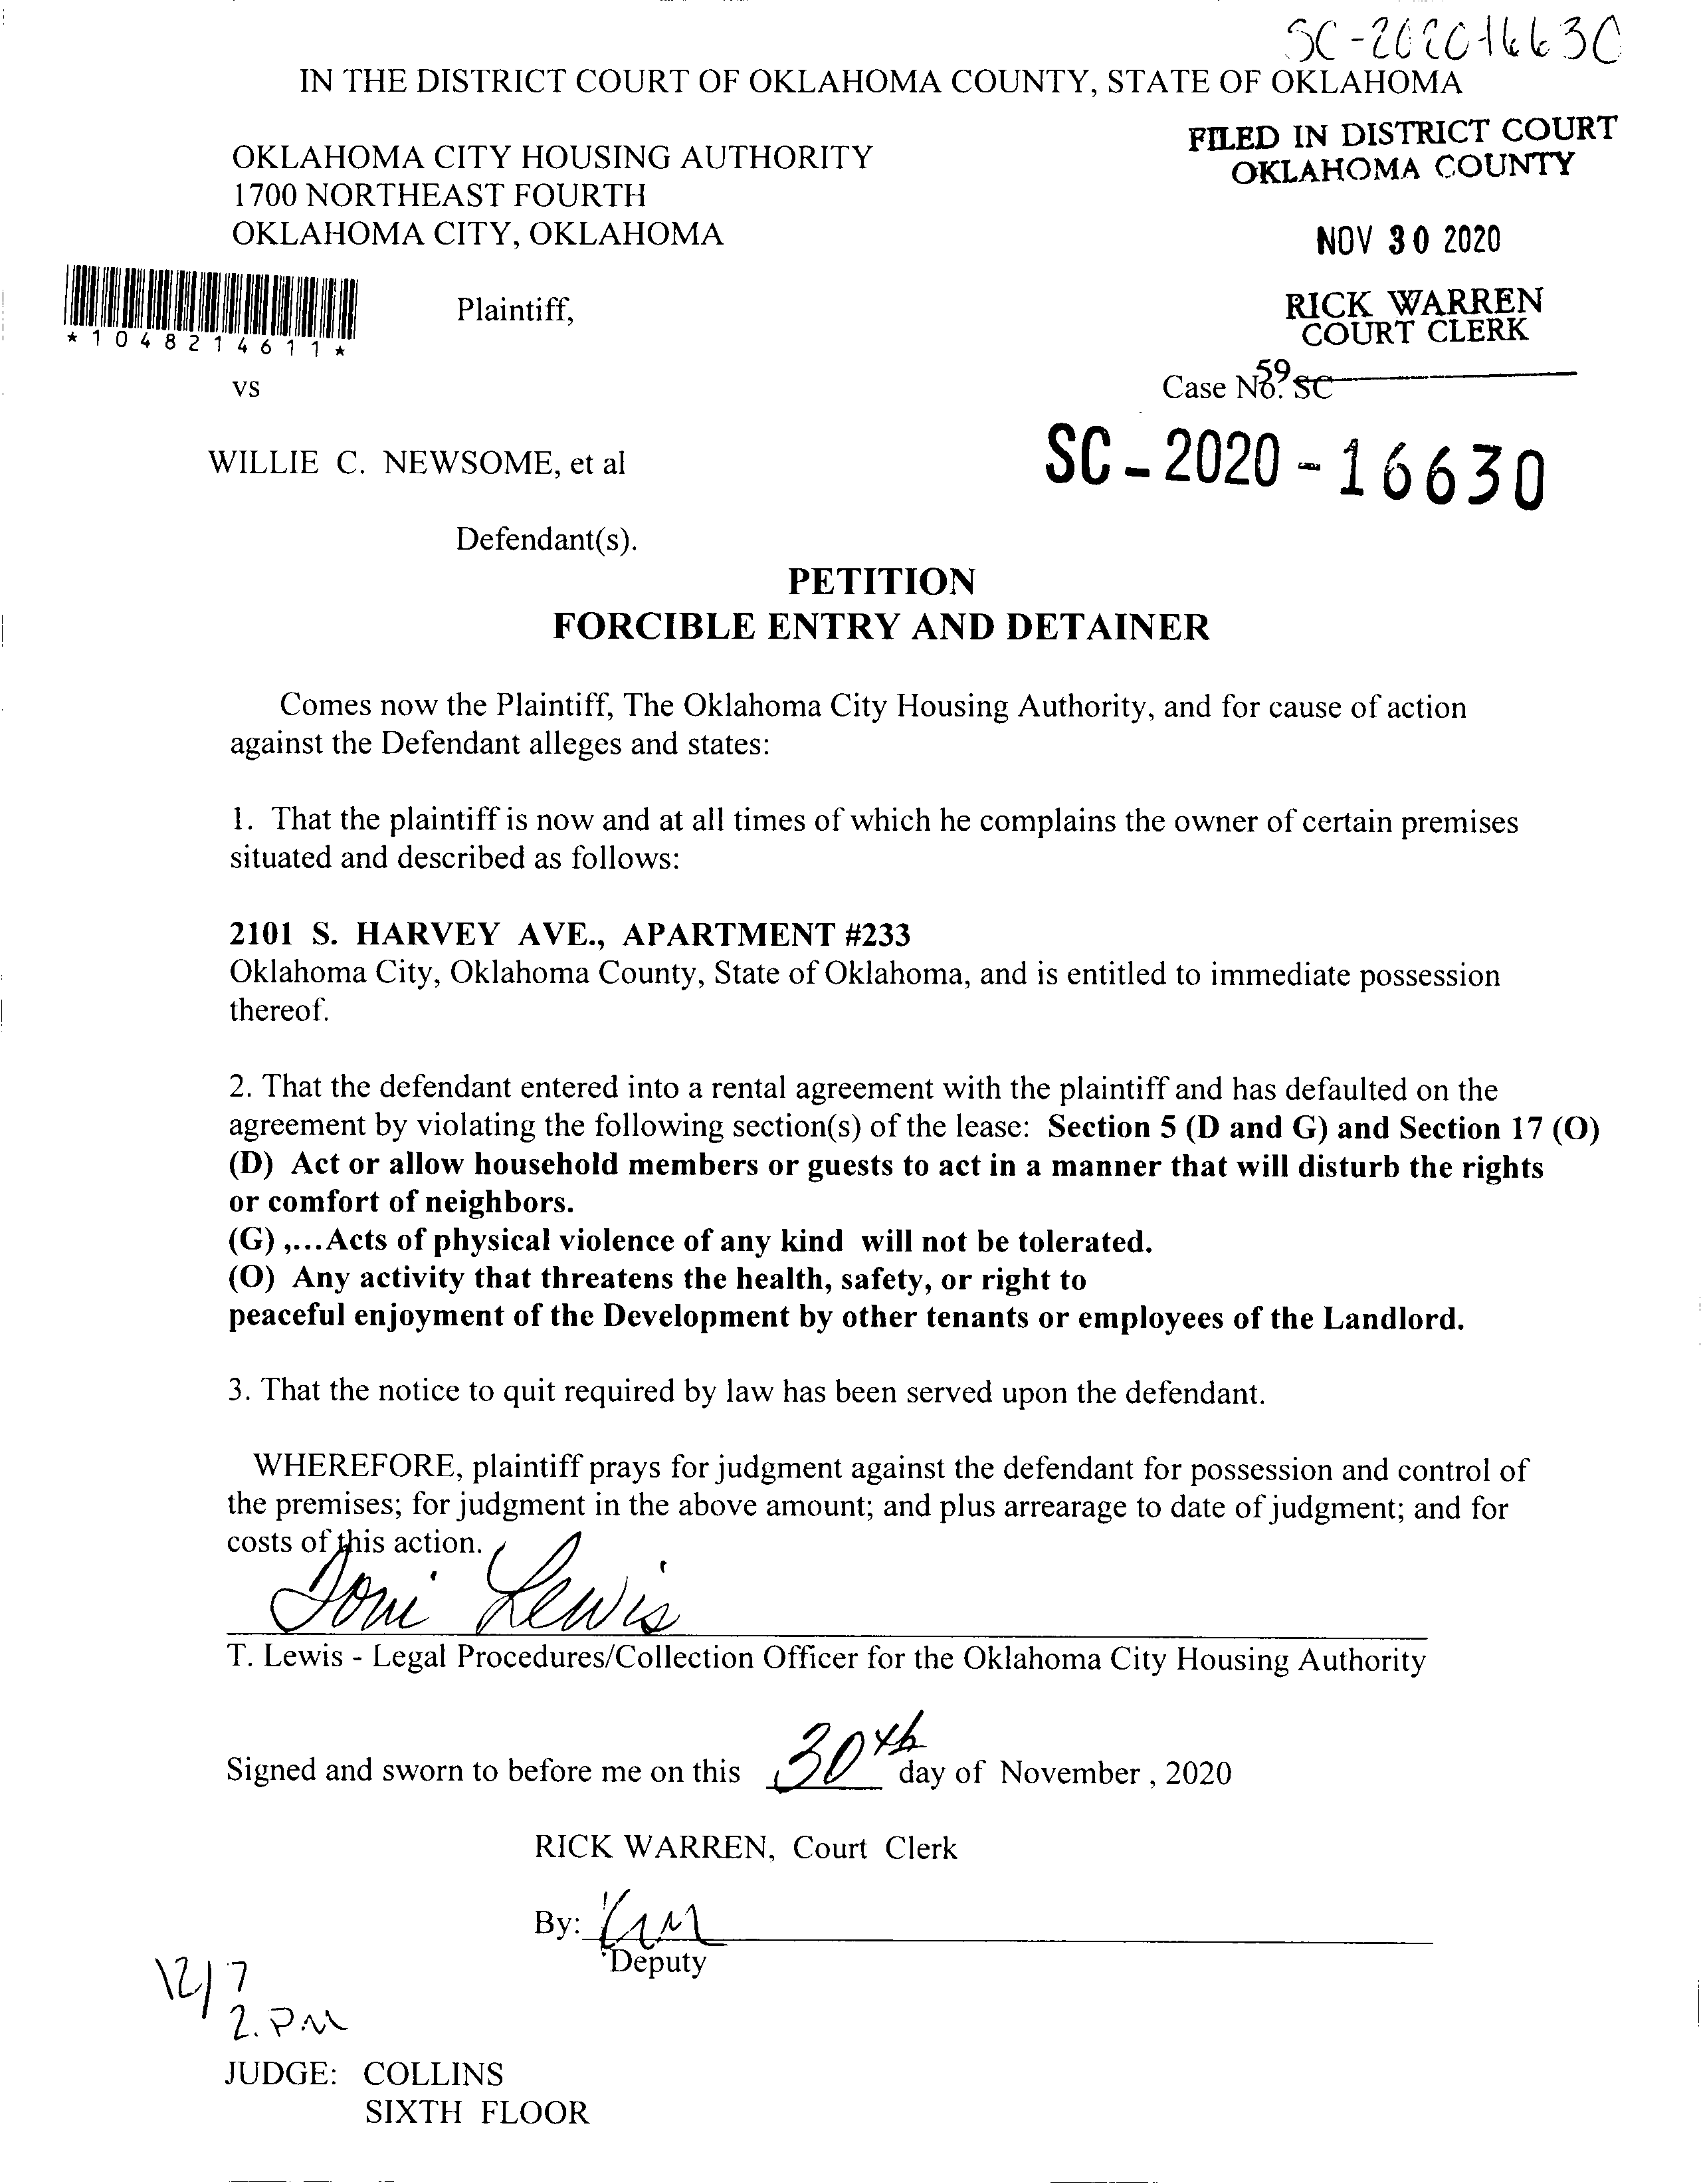 SC-202016630
IN THE DISTRICT COURT OF OKLAHOMA COUNTY, STATE OF OKLAHOMA
FILED IN DISTRICT COURT
OKLAHOMA COUNTY
OKLAHOMA CITY HOUSING AUTHORITY
1700 NORTHEAST FOURTH
OKLAHOMA CITY, OKLAHOMA
NOV 30 2020
*1048214611*
Plaintiff,
RICK WARREN
COURT CLERK
59
vs
Case No. SC
WILLIE C. NEWSOME, et al
SC-2020-16630
Defendant(s).
PETITION
FORCIBLE ENTRY AND DETAINER
Comes now the Plaintiff, The Oklahoma City Housing Authority, and for cause of action
against the Defendant alleges and states:
1. That the plaintiff is now and at all times of which he complains the owner of certain premises
situated and described as follows:
2101 S. HARVEY AVE., APARTMENT #233
Oklahoma City, Oklahoma County, State of Oklahoma, and is entitled to immediate possession
thereof.
2. That the defendant entered into a rental agreement with the plaintiff and has defaulted on the
agreement by violating the following section(s) of the lease: Section 5 (D and G) and Section 17 (O)
(D) Act or allow household members or guests to act in a manner that will disturb the rights
or comfort of neighbors.
(G) ,...Acts of physical violence of any kind will not be tolerated.
(O) Any activity that threatens the health, safety, or right to
peaceful enjoyment of the Development by other tenants or employees of the Landlord.
3. That the notice to quit required by law has been served upon the defendant.
WHEREFORE, plaintiff prays for judgment against the defendant for possession and control of
the premises; for judgment in the above amount; and plus arrearage to date of judgment; and for
costs of this action.
Toni Lewis
T. Lewis - Legal Procedures/Collection Officer for the Oklahoma City Housing Authority
Signed and sworn to before me on this 30th day of November , 2020
RICK WARREN, Court Clerk
By:
Deputy
12/7
2. PM
JUDGE: COLLINS
SIXTH FLOOR